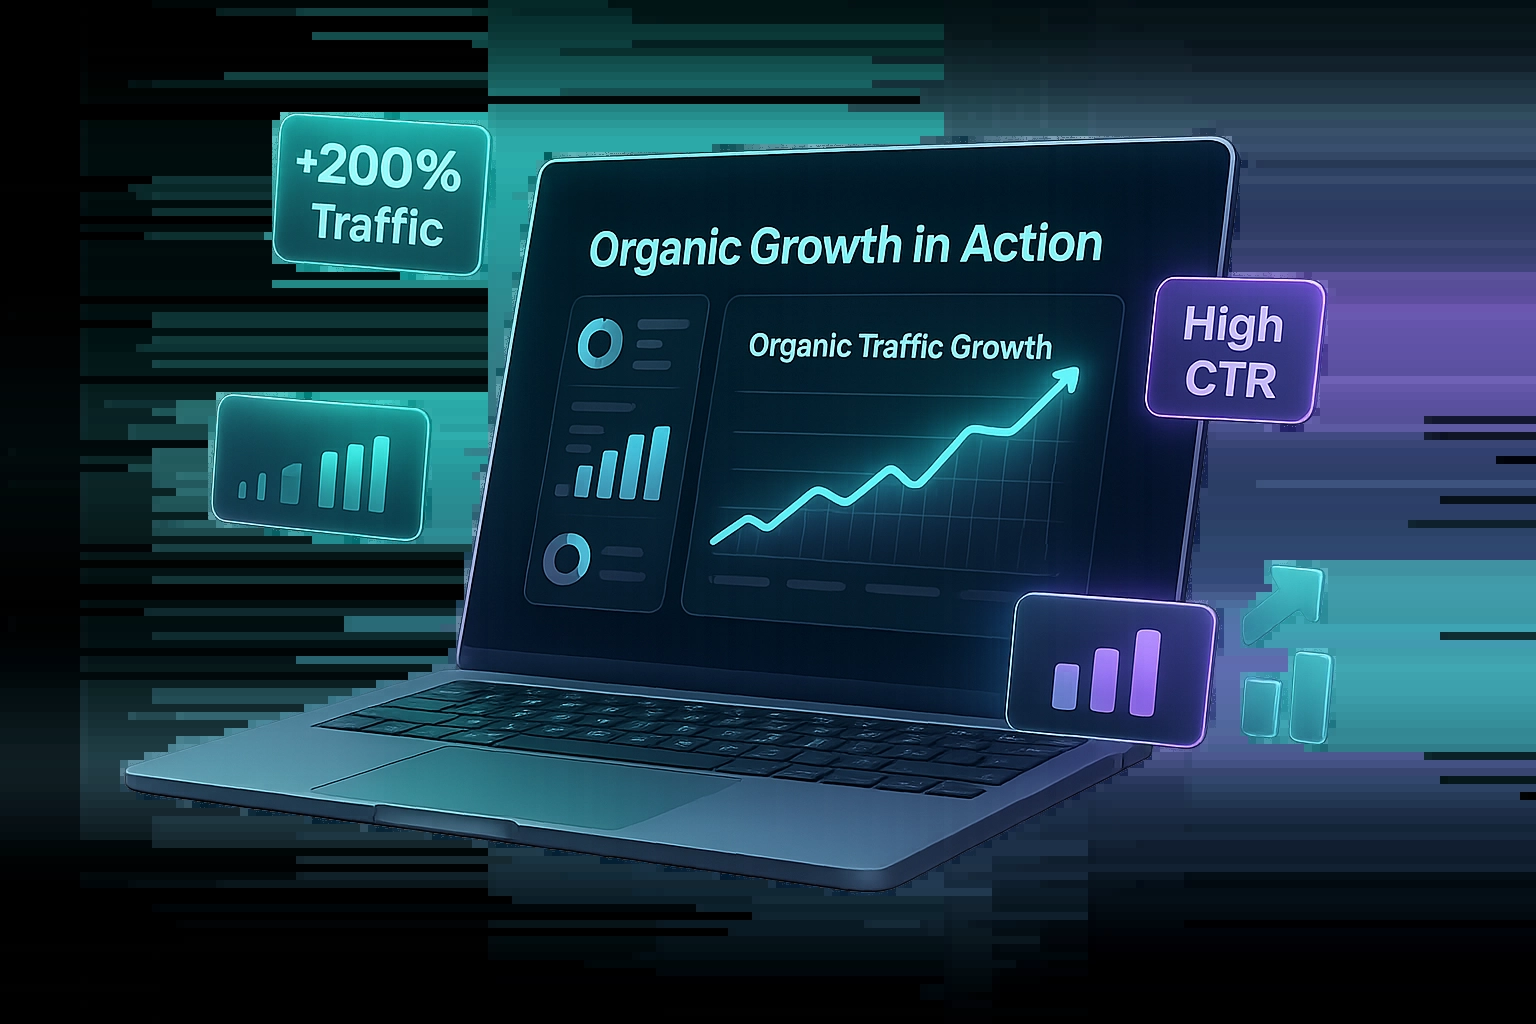 +200%
Traffic
Organic Growth in Action
Organic Traffic Growth
High
CTR